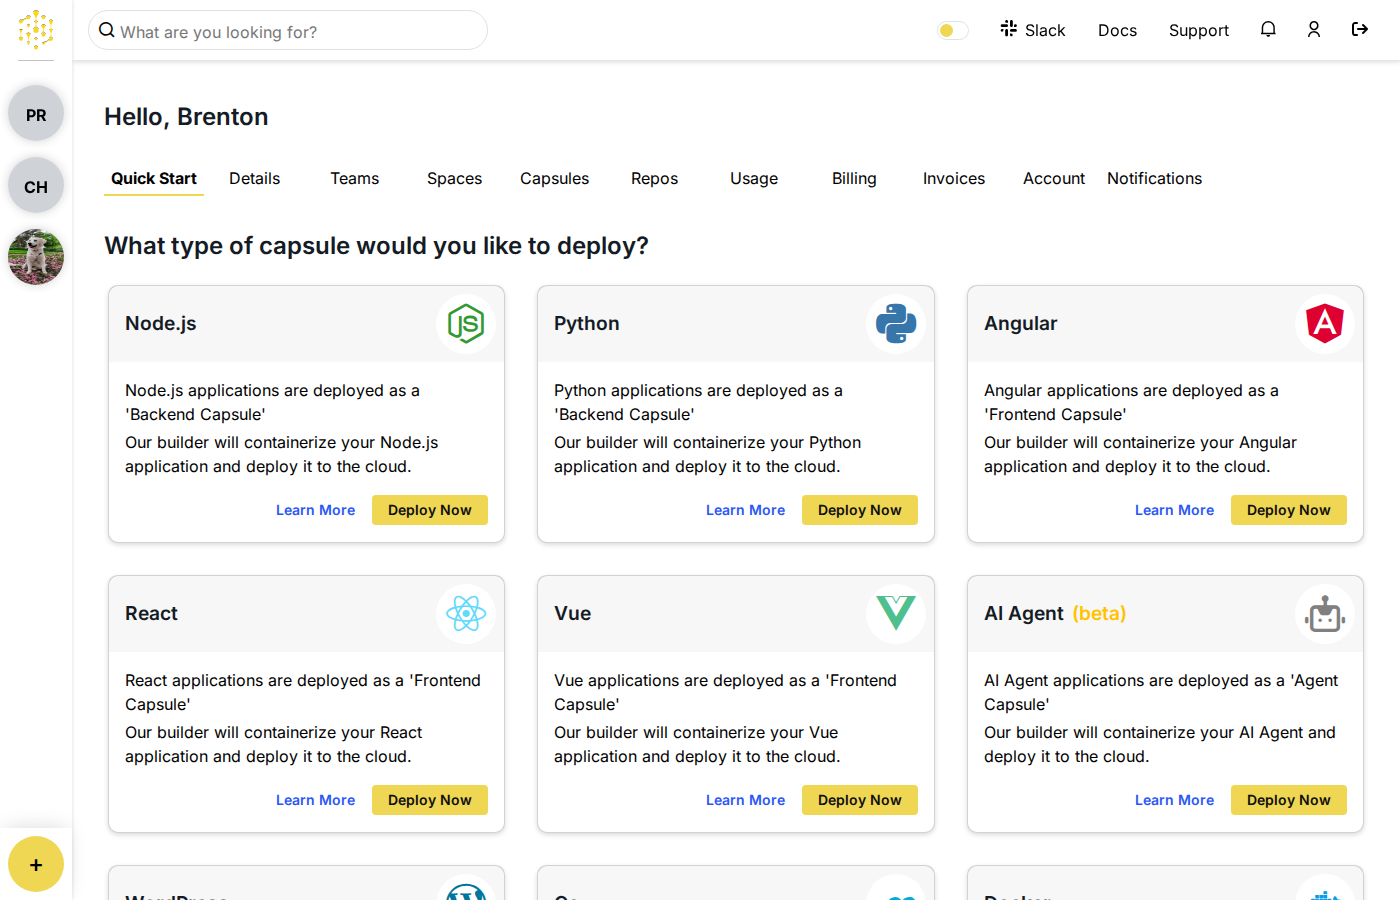 What are you looking for?
Slack
Docs
Support
PR
CH
Hello, Brenton
Quick Start
Details
Teams
Spaces
Capsules
Repos
Usage
Billing
Invoices
Account
Notifications
What type of capsule would you like to deploy?
Node.js
JS
Node.js applications are deployed as a
'Backend Capsule'
Our builder will containerize your Node.js
application and deploy it to the cloud.
Learn More
Deploy Now
Python
Python applications are deployed as a
'Backend Capsule'
Our builder will containerize your Python
application and deploy it to the cloud.
Learn More
Deploy Now
Angular
A
Angular applications are deployed as a
'Frontend Capsule'
Our builder will containerize your Angular
application and deploy it to the cloud.
Learn More
Deploy Now
React
React applications are deployed as a 'Frontend
Capsule'
Our builder will containerize your React
application and deploy it to the cloud.
Learn More
Deploy Now
Vue
Vue applications are deployed as a 'Frontend
Capsule'
Our builder will containerize your Vue
application and deploy it to the cloud.
Learn More
Deploy Now
AI Agent (beta)
AI Agent applications are deployed as a 'Agent
Capsule'
Our builder will containerize your AI Agent and
deploy it to the cloud.
Learn More
Deploy Now
+
WordPress
Go
Docker